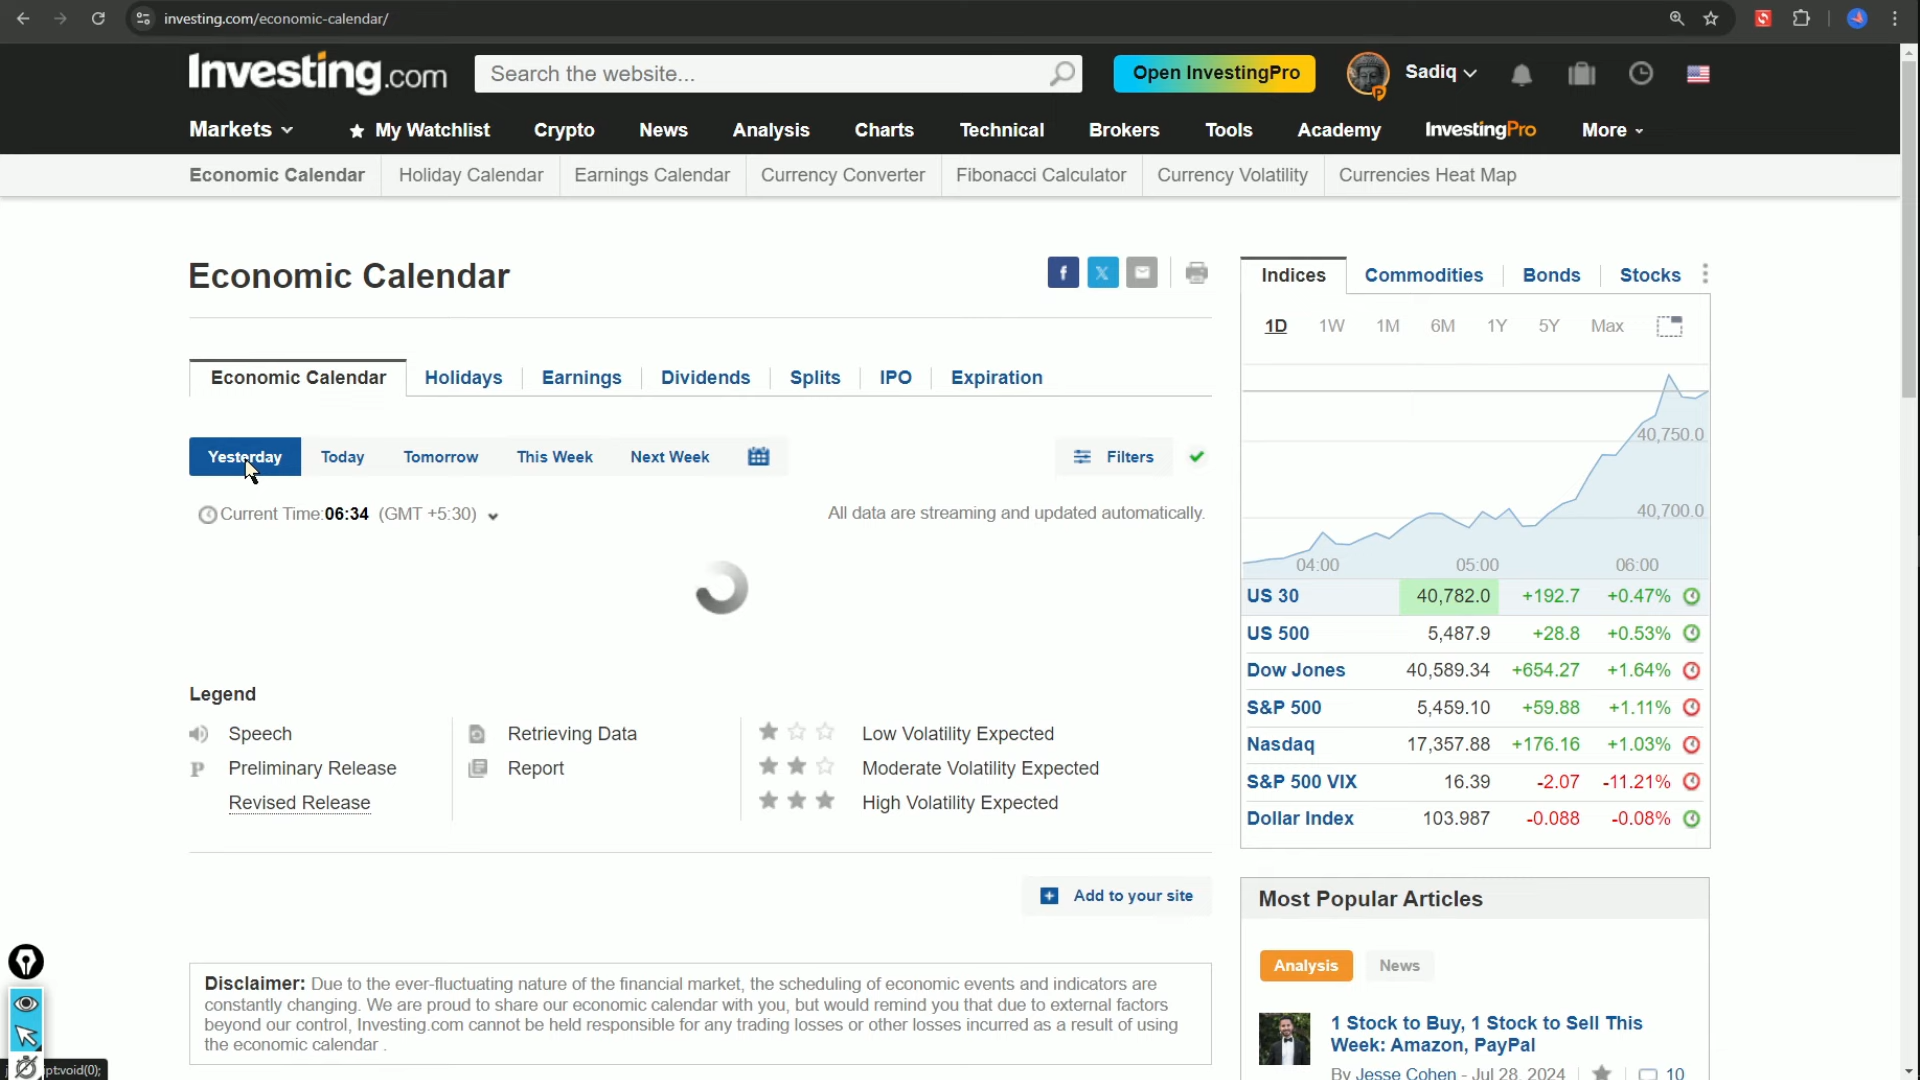 investing.com/economic-calendar/
Investing.com
Search the website...
Open InvestingPro
Sadiq
Markets
My Watchlist
Crypto
News
Analysis
Charts
Technical
Brokers
Tools
Academy
InvestingPro
More
Economic Calendar
Holiday Calendar
Earnings Calendar
Currency Converter
Fibonacci Calculator
Currency Volatility
Currencies Heat Map
Economic Calendar
Economic Calendar
Holidays
Earnings
Dividends
Splits
IPO
Expiration
Yesterday
Today
Tomorrow
This Week
Next Week
Filters
Current Time:06:34 (GMT +5:30)
All data are streaming and updated automatically.
Legend
Speech
Preliminary Release
Revised Release
Retrieving Data
Report
Low Volatility Expected
Moderate Volatility Expected
High Volatility Expected
Add to your site
Disclaimer: Due to the ever-fluctuating nature of the financial market, the scheduling of economic events and indicators are
constantly changing. We are proud to share our economic calendar with you, but would remind you that due to external factors
beyond our control, Investing.com cannot be held responsible for any trading losses or other losses incurred as a result of using
the economic calendar .
Indices
Commodities
Bonds
Stocks
1D 1W 1M 6M 1Y 5Y Max
40,750.0
40,700.0
04:00 05:00 06:00
US 30 40,782.0 +192.7 +0.47%
US 500 5,487.9 +28.8 +0.53%
Dow Jones 40,589.34 +654.27 +1.64%
S&P 500 5,459.10 +59.88 +1.11%
Nasdaq 17,357.88 +176.16 +1.03%
S&P 500 VIX 16.39 -2.07 -11.21%
Dollar Index 103.987 -0.088 -0.08%
Most Popular Articles
Analysis
News
1 Stock to Buy, 1 Stock to Sell This
Week: Amazon, PayPal
By Jesse Cohen - Jul 28, 2024 10